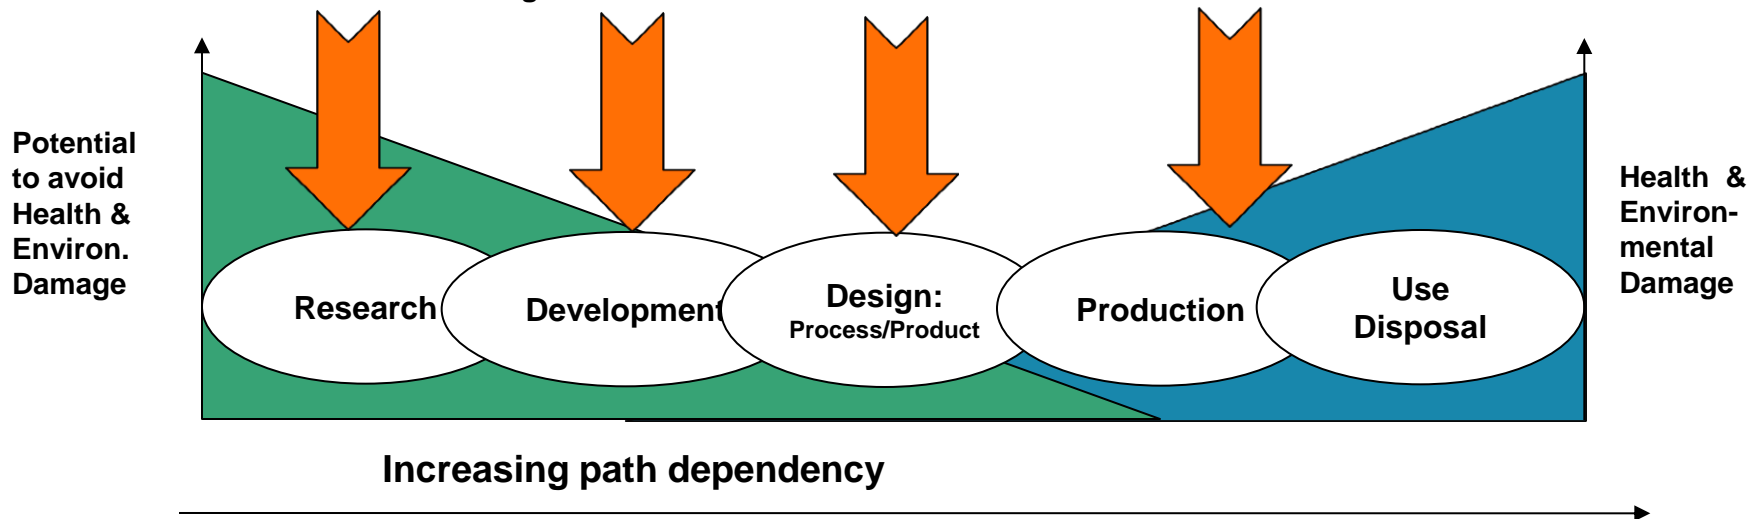 Potential
to avoid
Health &
Environ.
Damage
Research
Development
Design:
Process/Product
Production
Use
Disposal
Health &
Environ-
mental
Damage
Increasing path dependency